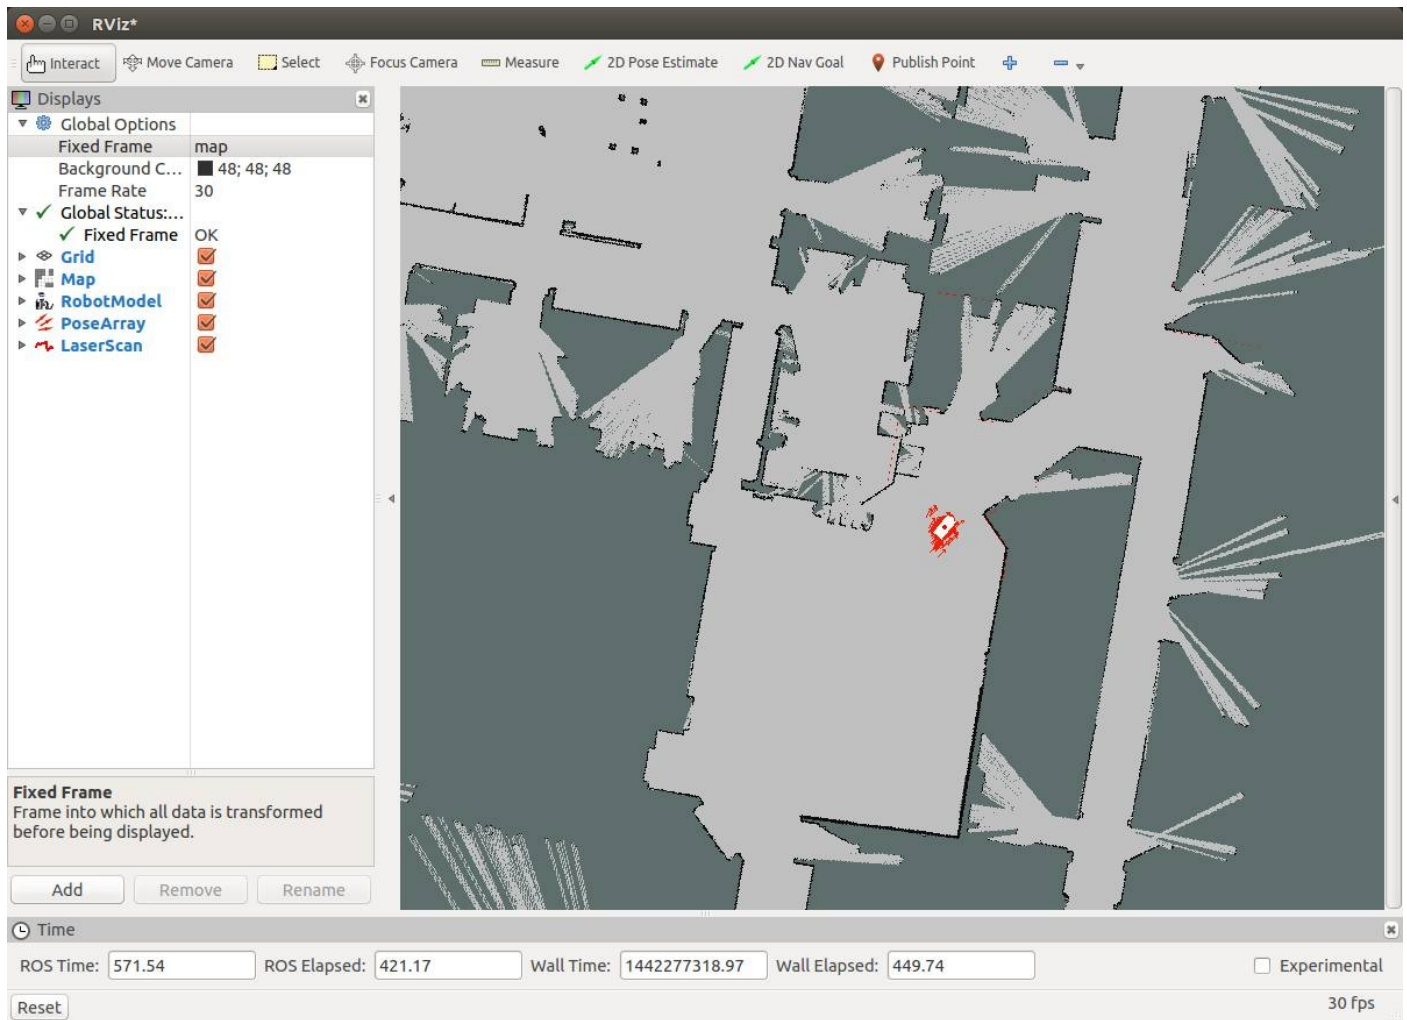 RViz*
Interact Move Camera Select Focus Camera Measure 2D Pose Estimate 2D Nav Goal Publish Point
Displays
Global Options
Fixed Frame map
Background C... 48; 48; 48
Frame Rate 30
Global Status:...
Fixed Frame OK
Grid
Map
RobotModel
PoseArray
LaserScan
Fixed Frame
Frame into which all data is transformed
before being displayed.
Add Remove Rename
Time
ROS Time: 571.54 ROS Elapsed: 421.17 Wall Time: 1442277318.97 Wall Elapsed: 449.74 Experimental
Reset 30 fps